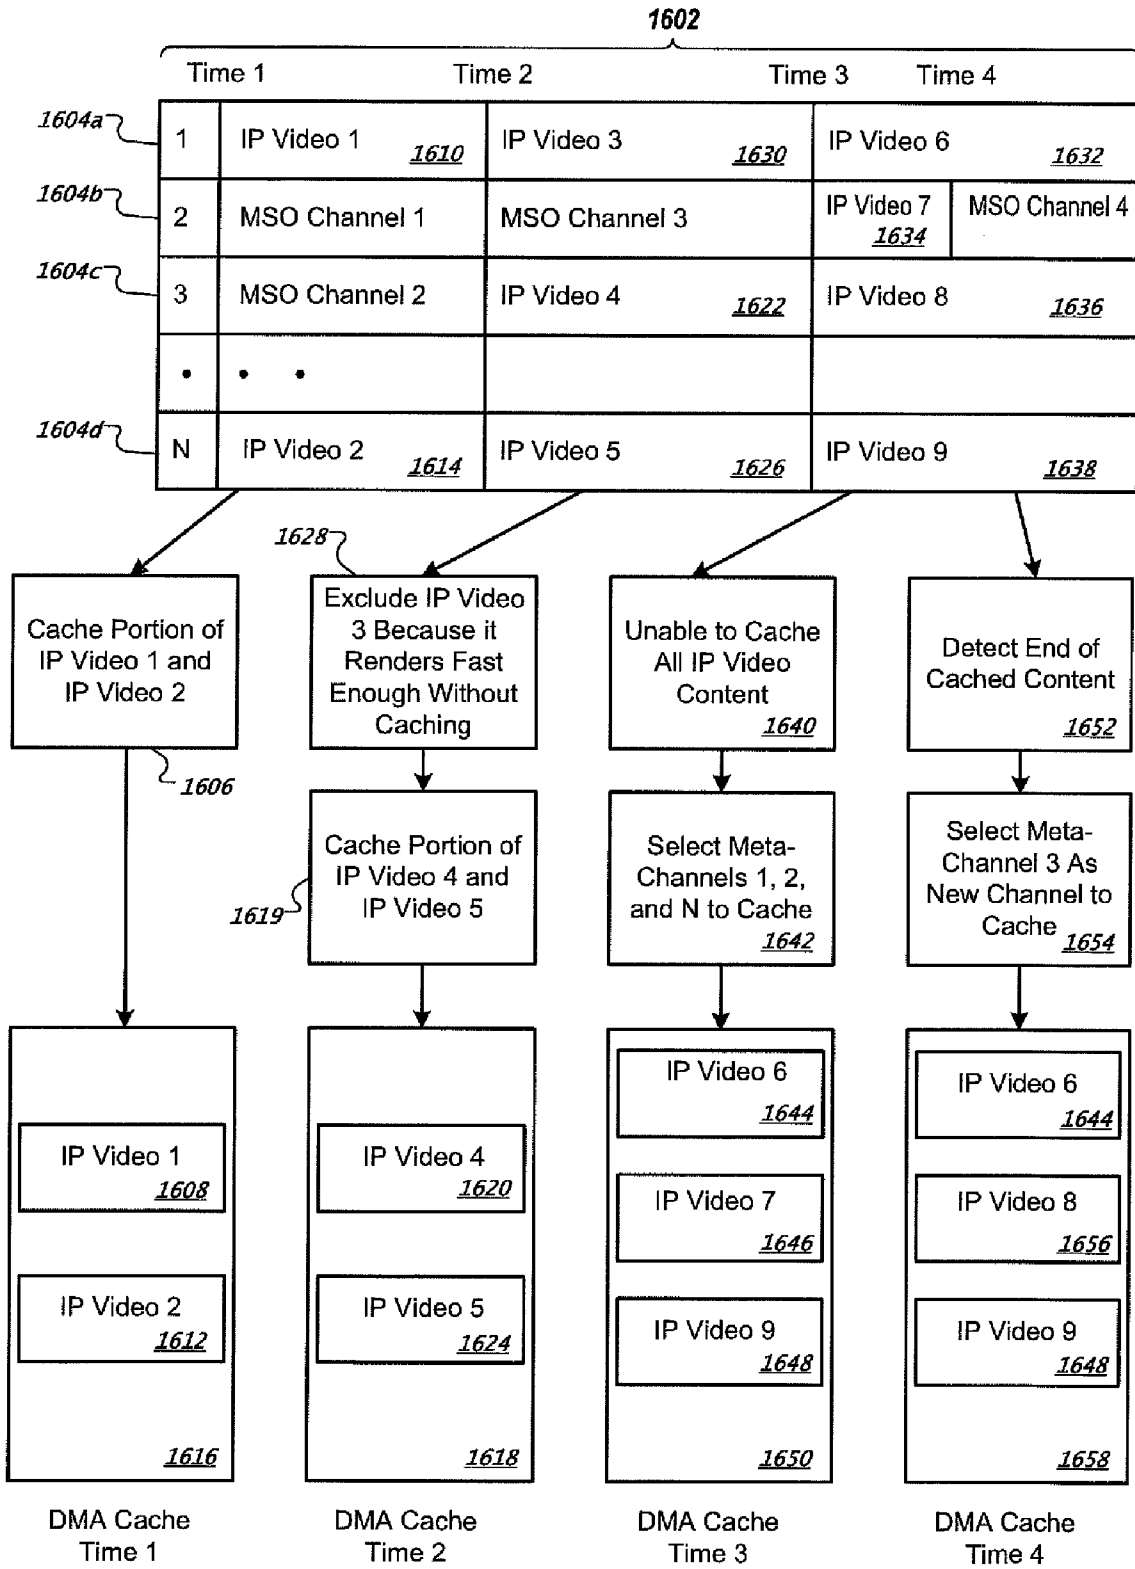 1602
Time 1 Time 2 Time 3 Time 4
1604a 1 IP Video 1 1610 IP Video 3 1630 IP Video 6 1632
1604b 2 MSO Channel 1 MSO Channel 3 IP Video 7 1634 MSO Channel 4
1604c 3 MSO Channel 2 IP Video 4 1622 IP Video 8 1636
1604d N IP Video 2 1614 IP Video 5 1626 IP Video 9 1638
Cache Portion of
IP Video 1 and
IP Video 2
1606
1628
Exclude IP Video
3 Because it
Renders Fast
Enough Without
Caching
Unable to Cache
All IP Video
Content
1640
Detect End of
Cached Content
1652
Cache Portion of
IP Video 4 and
IP Video 5
1619
Select Meta-
Channels 1, 2,
and N to Cache
1642
Select Meta-
Channel 3 As
New Channel to
Cache 1654
IP Video 1
1608
IP Video 2
1612
1616
IP Video 4
1620
IP Video 5
1624
1618
IP Video 6
1644
IP Video 7
1646
IP Video 9
1648
1650
IP Video 6
1644
IP Video 8
1656
IP Video 9
1648
1658
DMA Cache
Time 1
DMA Cache
Time 2
DMA Cache
Time 3
DMA Cache
Time 4